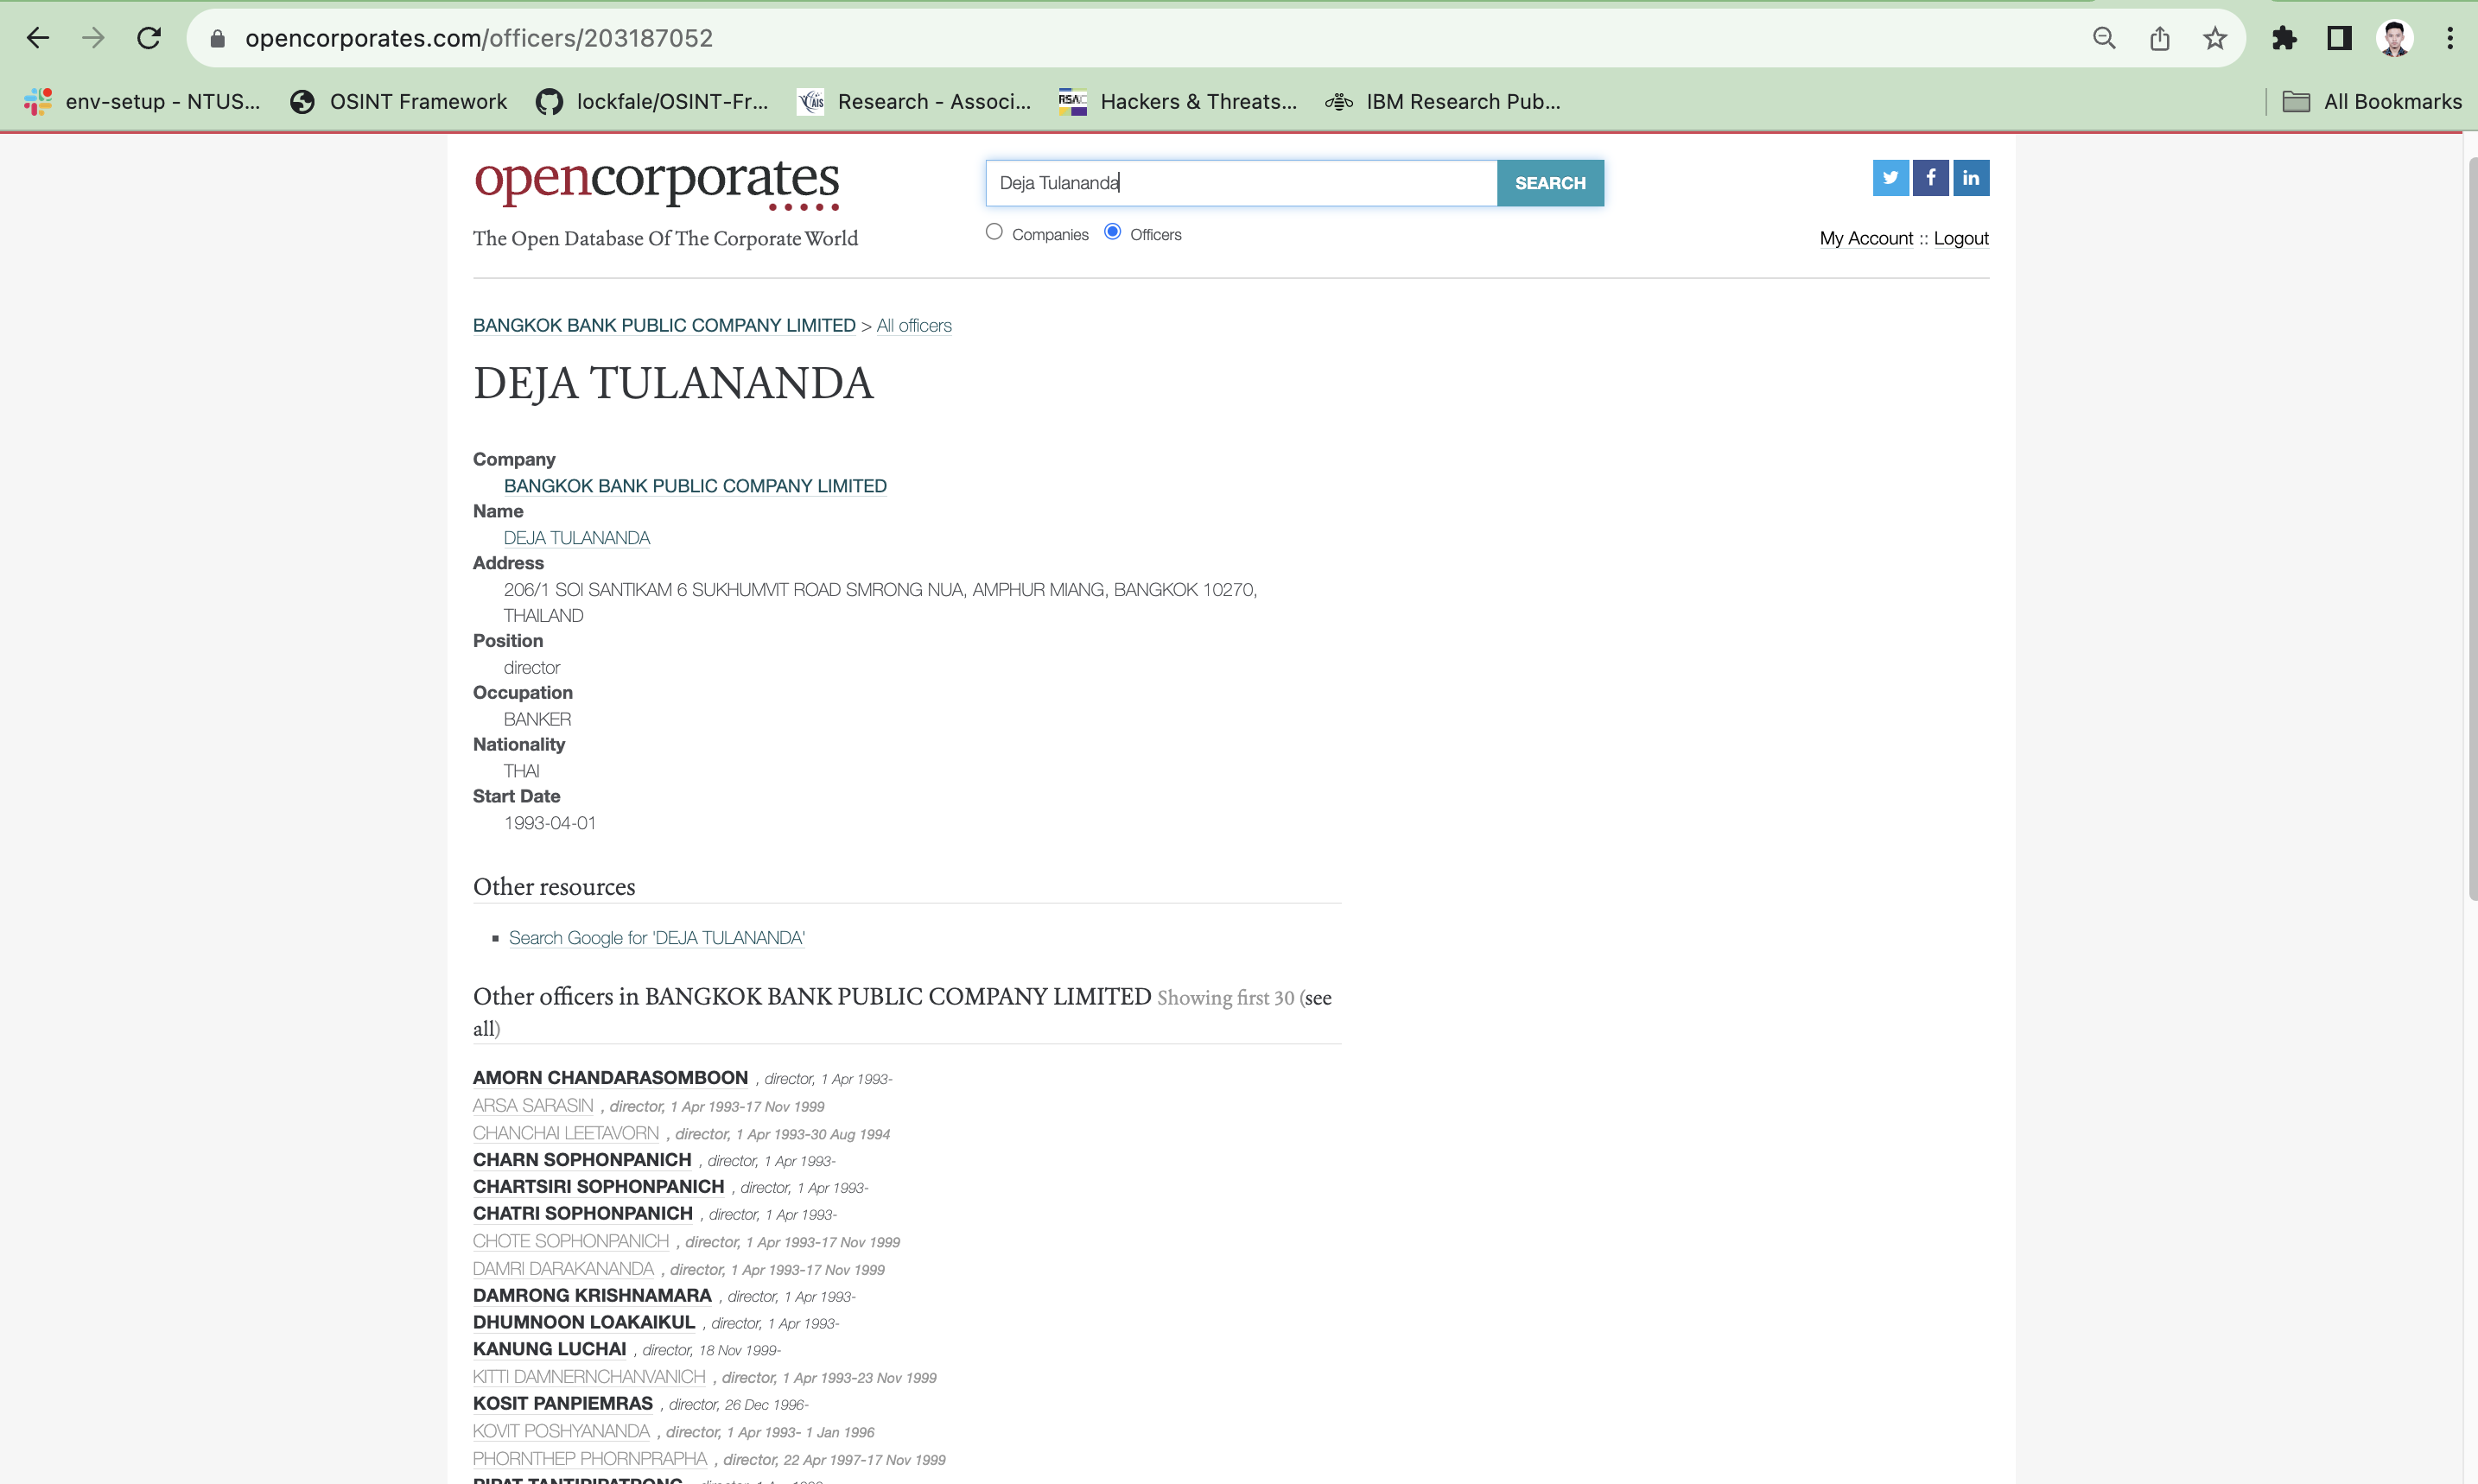 opencorporates.com/officers/203187052
env-setup - NTUS... OSINT Framework lockfale/OSINT-Fr... Research - Associ... Hackers & Threats... IBM Research Pub... All Bookmarks
opencorporates
Deja Tulananda SEARCH
The Open Database Of The Corporate World
Companies Officers
My Account :: Logout
BANGKOK BANK PUBLIC COMPANY LIMITED > All officers
DEJA TULANANDA
Company
BANGKOK BANK PUBLIC COMPANY LIMITED
Name
DEJA TULANANDA
Address
206/1 SOI SANTIKAM 6 SUKHUMVIT ROAD SMRONG NUA, AMPHUR MIANG, BANGKOK 10270,
THAILAND
Position
director
Occupation
BANKER
Nationality
THAI
Start Date
1993-04-01
Other resources
Search Google for 'DEJA TULANANDA'
Other officers in BANGKOK BANK PUBLIC COMPANY LIMITED Showing first 30 (see
all)
AMORN CHANDARASOMBOON , director, 1 Apr 1993-
ARSA SARASIN , director, 1 Apr 1993-17 Nov 1999
CHANCHAI LEETAVORN , director, 1 Apr 1993-30 Aug 1994
CHARN SOPHONPANICH , director, 1 Apr 1993-
CHARTSIRI SOPHONPANICH , director, 1 Apr 1993-
CHATRI SOPHONPANICH , director, 1 Apr 1993-
CHOTE SOPHONPANICH , director, 1 Apr 1993-17 Nov 1999
DAMRI DARAKANANDA , director, 1 Apr 1993-17 Nov 1999
DAMRONG KRISHNAMARA , director, 1 Apr 1993-
DHUMNOON LOAKAIKUL , director, 1 Apr 1993-
KANUNG LUCHAI , director, 18 Nov 1999-
KITTI DAMNERNCHANVANICH , director, 1 Apr 1993-23 Nov 1999
KOSIT PANPIEMRAS , director, 26 Dec 1996-
KOVIT POSHYANANDA , director, 1 Apr 1993- 1 Jan 1996
PHORNTHEP PHORNPRAPHA , director, 22 Apr 1997-17 Nov 1999